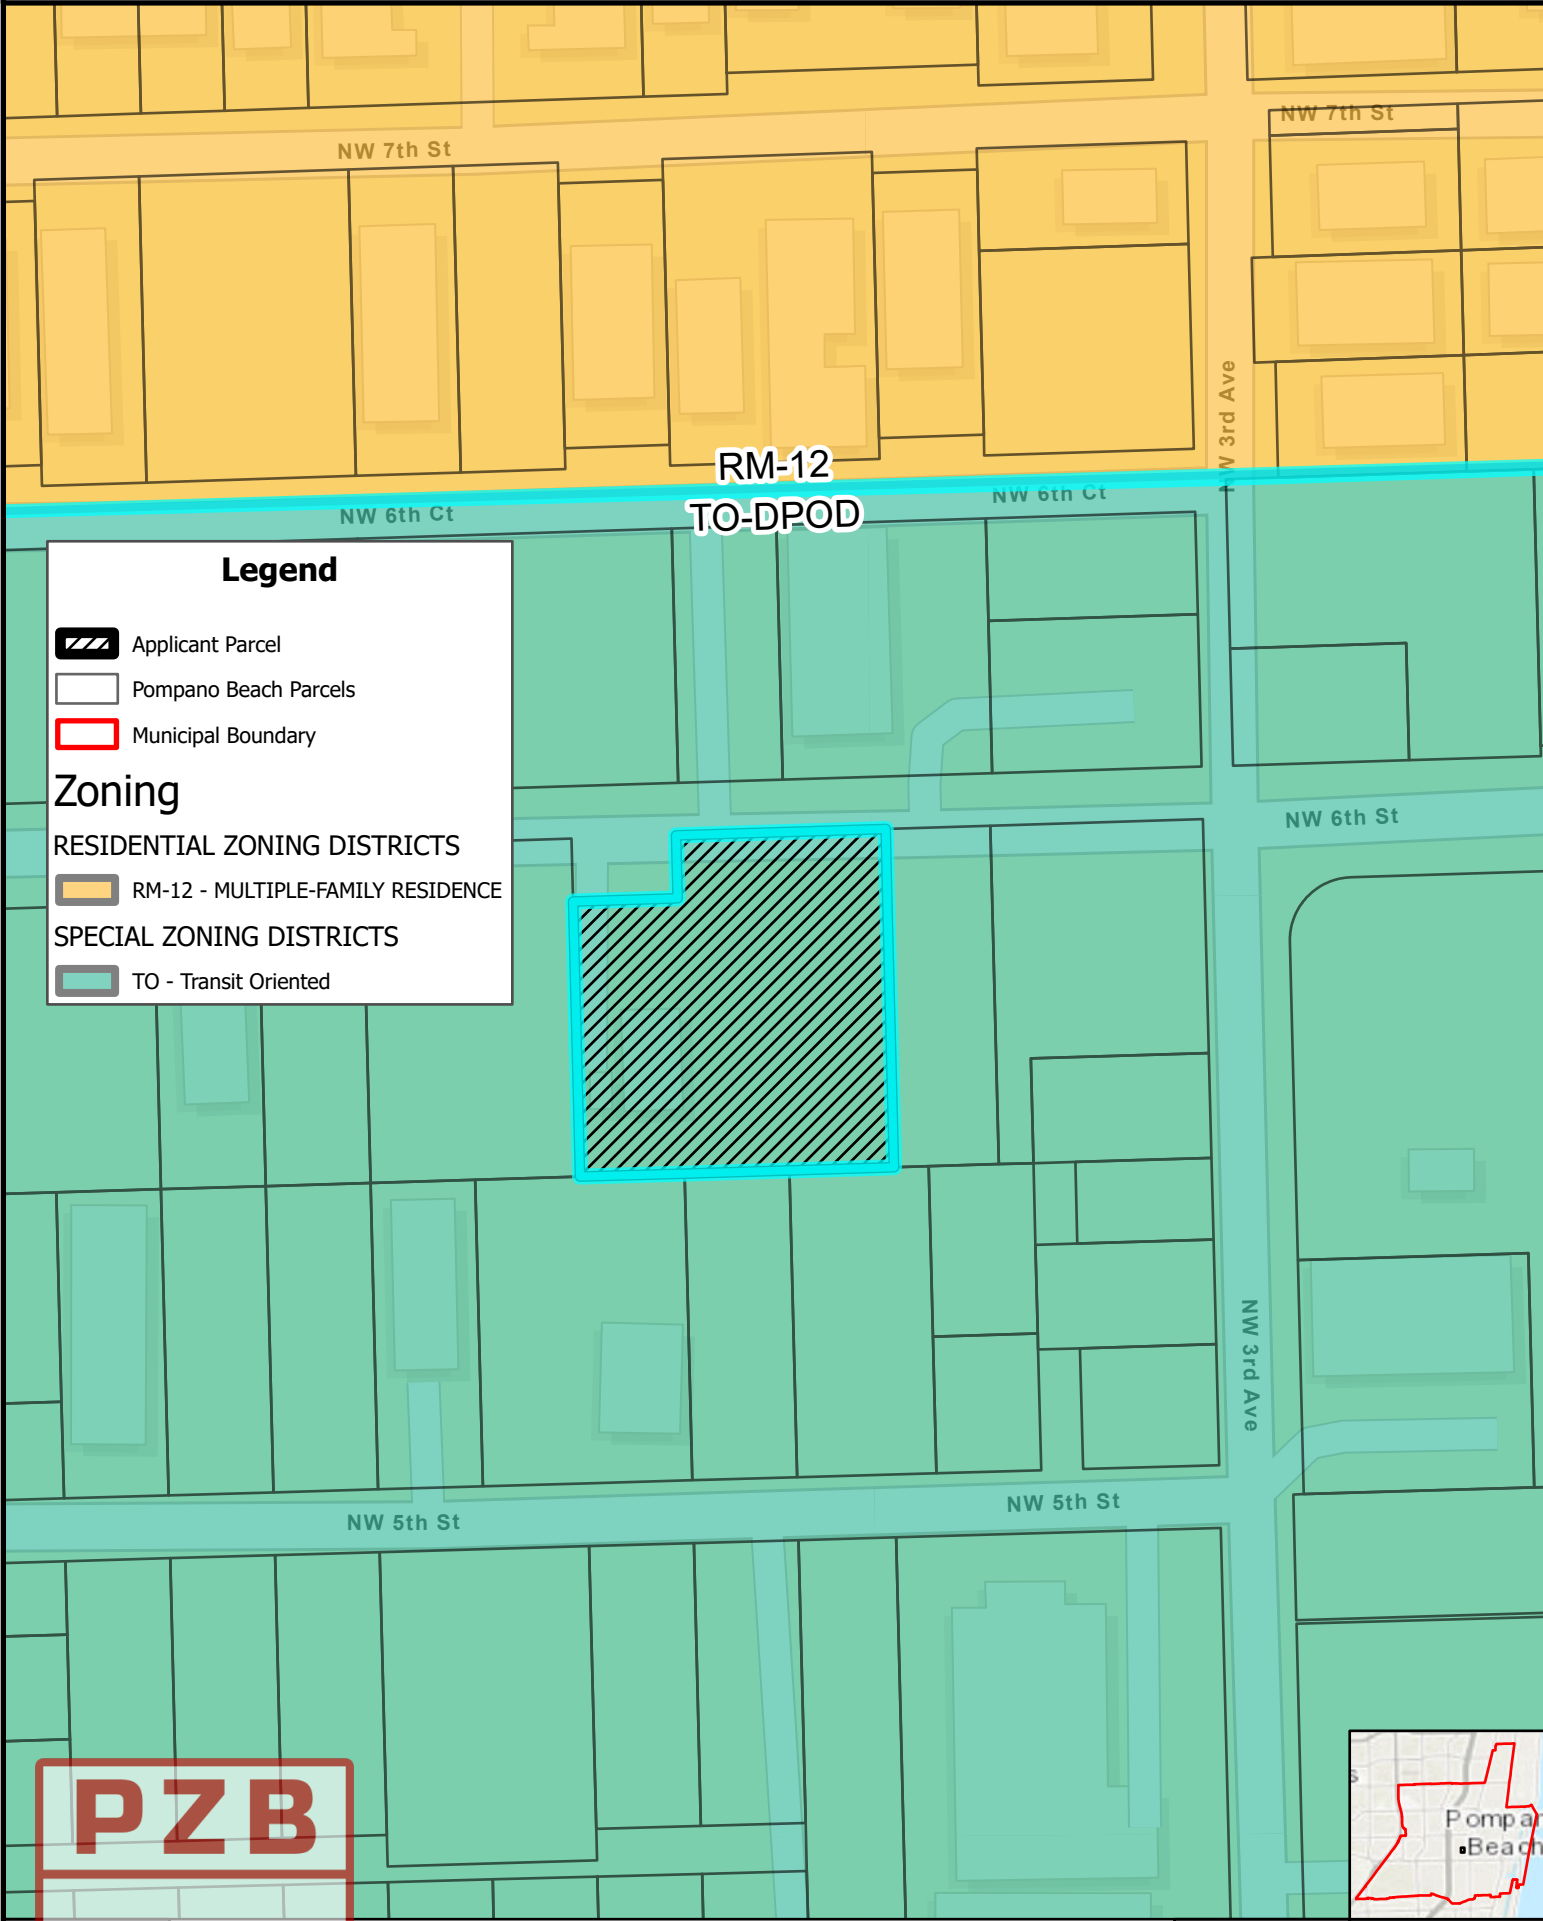 NW 7th St
NW 7th St
NW 3rd Ave
RM-12
NW 6th Ct
NW 6th Ct
TO-DPOD
Legend
Applicant Parcel
Pompano Beach Parcels
Municipal Boundary
Zoning
RESIDENTIAL ZONING DISTRICTS
RM-12 - MULTIPLE-FAMILY RESIDENCE
SPECIAL ZONING DISTRICTS
TO - Transit Oriented
NW 6th St
NW 3rd Ave
NW 5th St
NW 5th St
PZB
Pompan
Beach